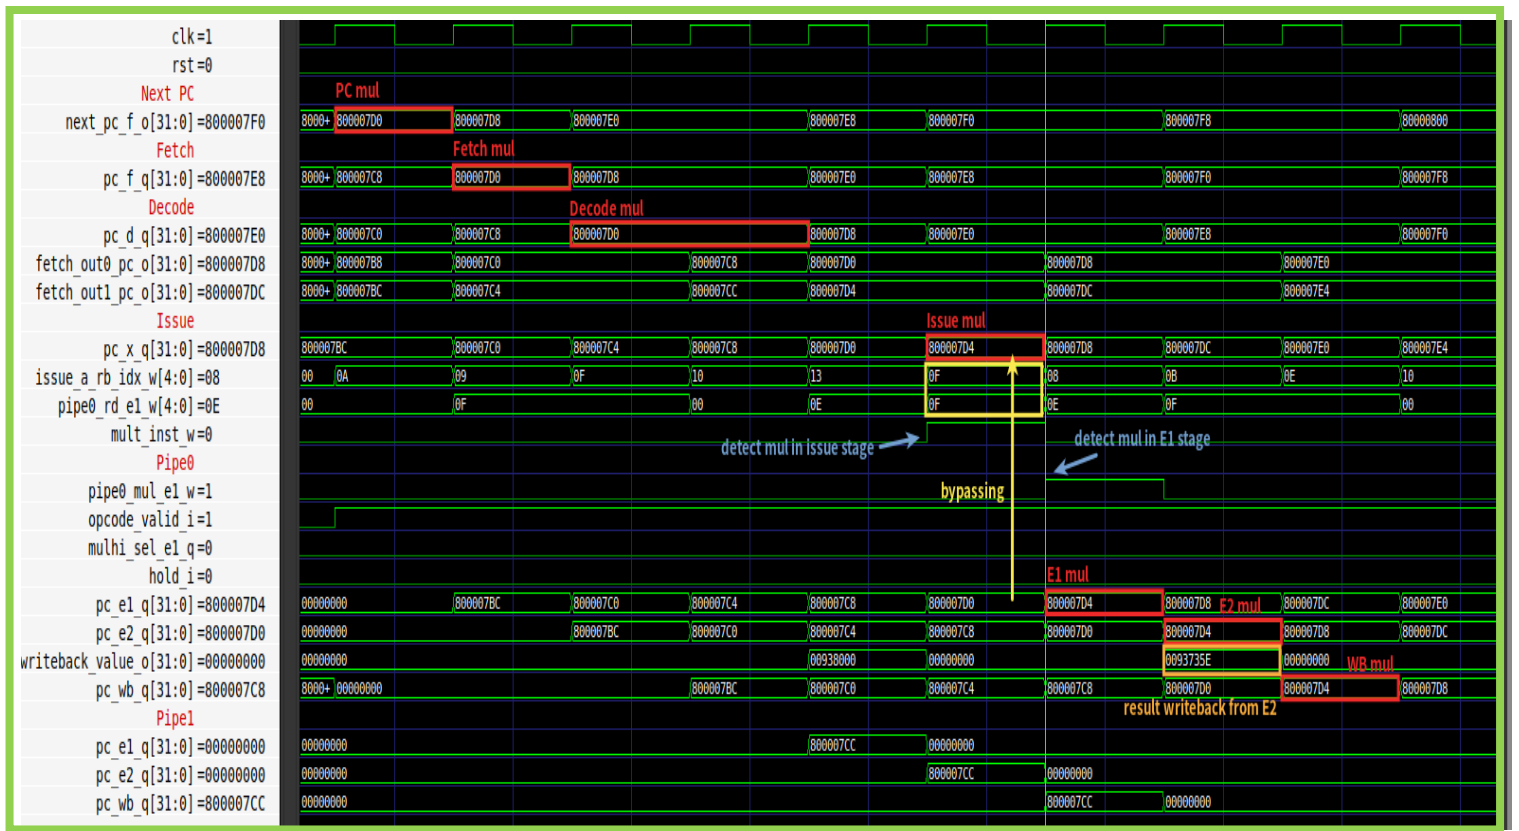 clk=1
rst=0
Next PC PC mul
next_pc_f_o[31:0]=800007F0 8000+ 800007D0 800007D8 800007E0 800007E8 800007F0 800007F8 80000800
Fetch Fetch mul
pc_f_q[31:0]=800007E8 8000+ 800007C8 800007D0 800007D8 800007E0 800007E8 800007F0 800007F8
Decode Decode mul
pc_d_q[31:0]=800007E0 8000+ 800007C0 800007C8 800007D0 800007D8 800007E0 800007E8 800007F0
fetch_out0_pc_o[31:0]=800007D8 8000+ 800007B8 800007C0 800007C8 800007D0 800007D8 800007E0
fetch_out1_pc_o[31:0]=800007DC 8000+ 800007BC 800007C4 800007CC 800007D4 800007DC 800007E4
Issue Issue mul
pc_x_q[31:0]=800007D8 800007BC 800007C0 800007C4 800007C8 800007D0 800007D4 800007D8 800007DC 800007E0 800007E4
issue_a_rb_idx_w[4:0]=08 00 0A 09 0F 10 13 0F 08 0B 0E 10
pipe0_rd_e1_w[4:0]=0E 00 0F 00 0E 0F 0E 0F 00
mult_inst_w=0 detect mul in issue stage detect mul in E1 stage
Pipe0
pipe0_mul_e1_w=1 bypassing
opcode_valid_i=1
mulhi_sel_e1_q=0
hold_i=0 E1 mul
pc_e1_q[31:0]=800007D4 00000000 800007BC 800007C0 800007C4 800007C8 800007D0 800007D4 800007D8 E2 mul 800007DC 800007E0
pc_e2_q[31:0]=800007D0 00000000 800007BC 800007C0 800007C4 800007C8 800007D0 800007D4 800007D8 800007DC
writeback_value_o[31:0]=00000000 00000000 00938000 00000000 0093735E 00000000 WB mul
pc_wb_q[31:0]=800007C8 8000+ 00000000 800007BC 800007C0 800007C4 800007C8 800007D0 800007D4 800007D8
Pipe1 result writeback from E2
pc_e1_q[31:0]=00000000 00000000 800007CC 00000000
pc_e2_q[31:0]=00000000 00000000 800007CC 00000000
pc_wb_q[31:0]=800007CC 00000000 800007CC 00000000